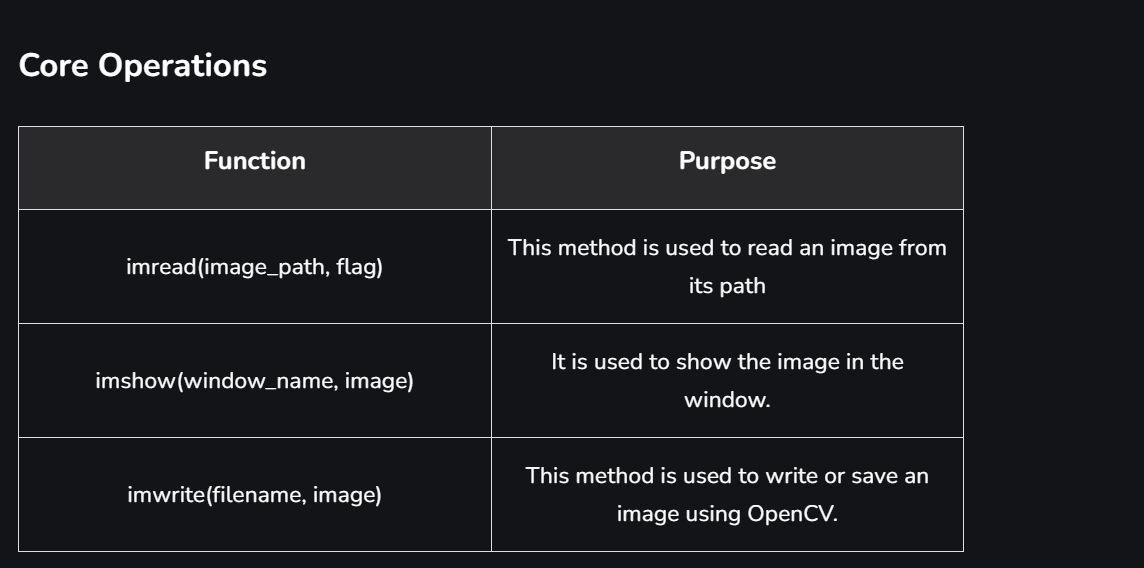 Core Operations
Function
Purpose
imread(image_path, flag)
This method is used to read an image from
its path
imshow(window_name, image)
It is used to show the image in the
window.
imwrite(filename, image)
This method is used to write or save an
image using OpenCV.